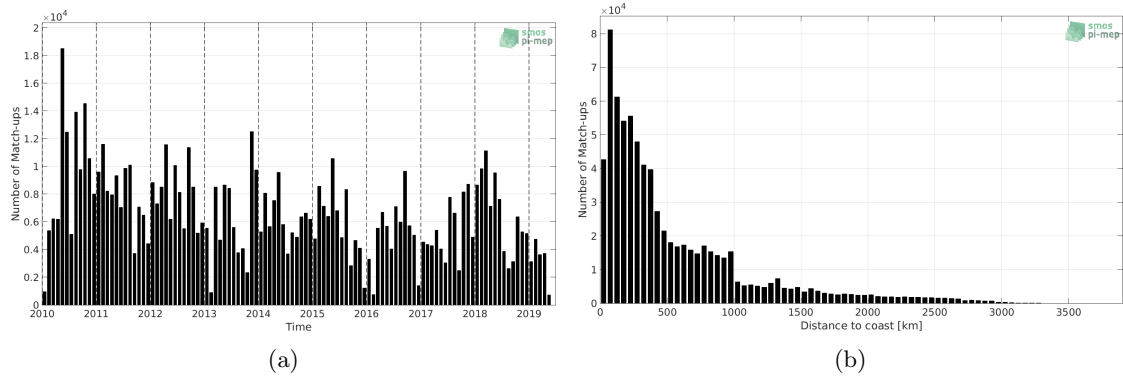 ×10⁴
2
1.8
1.6
1.4
1.2
1
0.8
0.6
0.4
0.2
0
Number of Match-ups
2010 2011 2012 2013 2014 2015 2016 2017 2018 2019
Time
smos
pi-mep
(a)
×10⁴
8
7
6
5
4
3
2
1
0
Number of Match-ups
0 500 1000 1500 2000 2500 3000 3500
Distance to coast [km]
smos
pi-mep
(b)